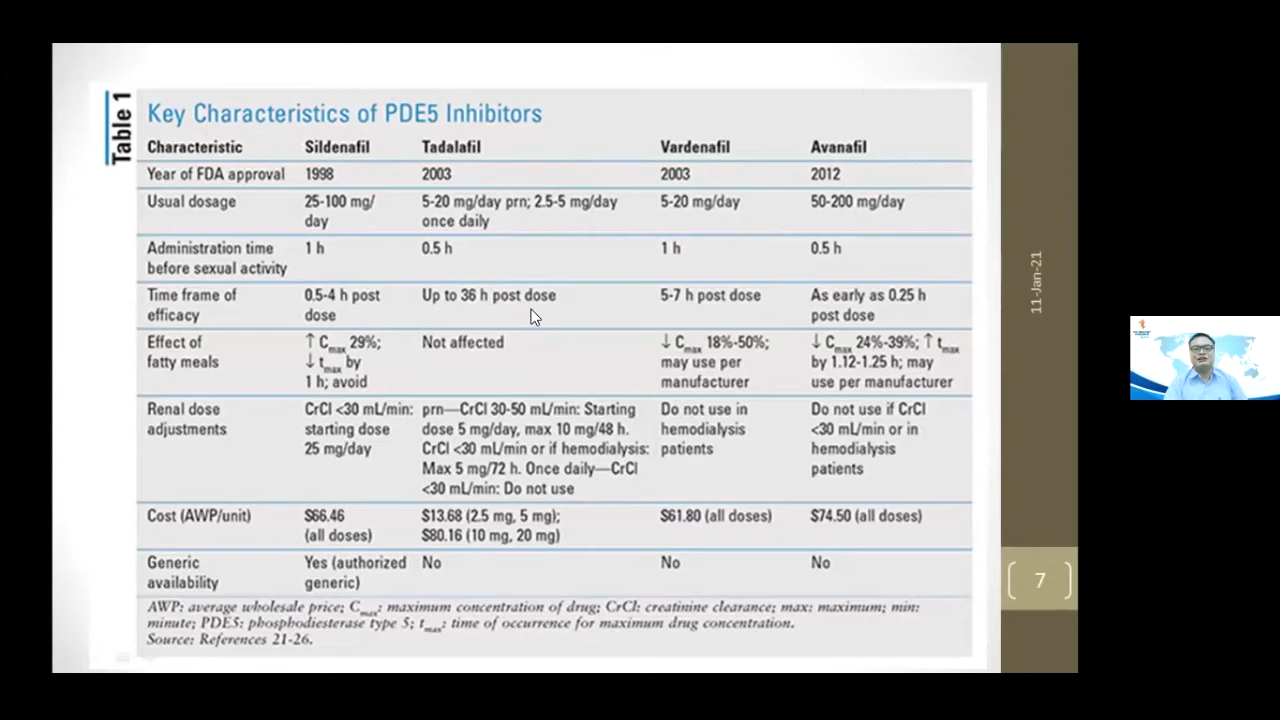 Table 1
Key Characteristics of PDE5 Inhibitors
Characteristic Sildenafil Tadalafil Vardenafil Avanafil
Year of FDA approval 1998 2003 2003 2012
Usual dosage 25-100 mg/ 5-20 mg/day prn; 2.5-5 mg/day 5-20 mg/day 50-200 mg/day
day once daily
Administration time 1 h 0.5 h 1 h 0.5 h
before sexual activity
Time frame of 0.5-4 h post Up to 36 h post dose 5-7 h post dose As early as 0.25 h
efficacy dose post dose
Effect of ↑ Cmax 29%; Not affected ↓ Cmax 18%-50%; ↓ Cmax 24%-39%; ↑ tmax
fatty meals ↓ tmax by may use per by 1.12-1.25 h; may
1 h; avoid manufacturer use per manufacturer
Renal dose CrCl <30 mL/min: prn—CrCl 30-50 mL/min: Starting Do not use in Do not use if CrCl
adjustments starting dose dose 5 mg/day, max 10 mg/48 h. hemodialysis <30 mL/min or in
25 mg/day CrCl <30 mL/min or if hemodialysis: patients hemodialysis
Max 5 mg/72 h. Once daily—CrCl patients
<30 mL/min: Do not use
Cost (AWP/unit) $66.46 $13.68 (2.5 mg, 5 mg); $61.80 (all doses) $74.50 (all doses)
(all doses) $80.16 (10 mg, 20 mg)
Generic Yes (authorized No No No
availability generic)
AWP: average wholesale price; Cmax: maximum concentration of drug; CrCl: creatinine clearance; max: maximum; min:
minute; PDE5: phosphodiesterase type 5; tmax: time of occurrence for maximum drug concentration.
Source: References 21-26.
11-Jan-21
7